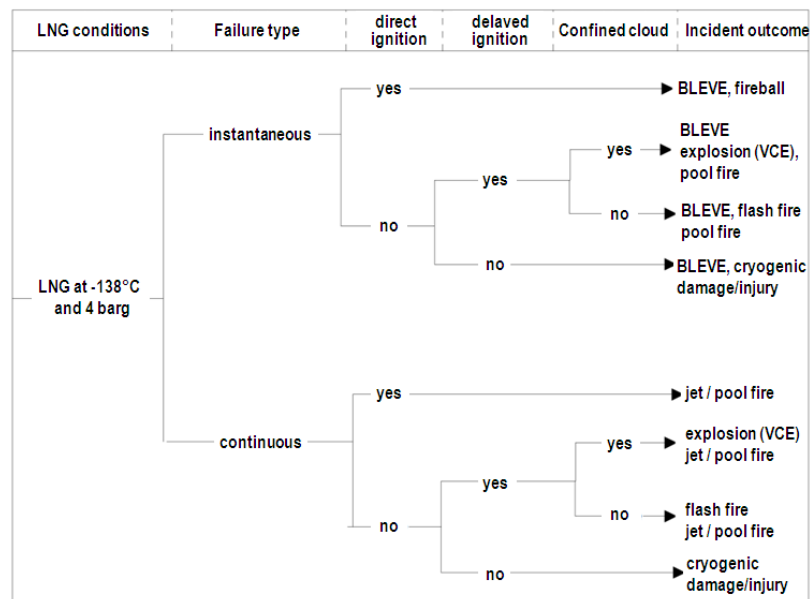 LNG conditions
Failure type
direct
ignition
delaved
ignition
Confined cloud
Incident outcome
yes
BLEVE, fireball
instantaneous
BLEVE
explosion (VCE),
pool fire
yes
yes
no
no
BLEVE, flash fire
pool fire
no
BLEVE, cryogenic
damage/injury
LNG at -138°C
and 4 barg
yes
jet / pool fire
continuous
yes
explosion (VCE)
jet / pool fire
yes
no
flash fire
jet / pool fire
no
no
cryogenic
damage/injury